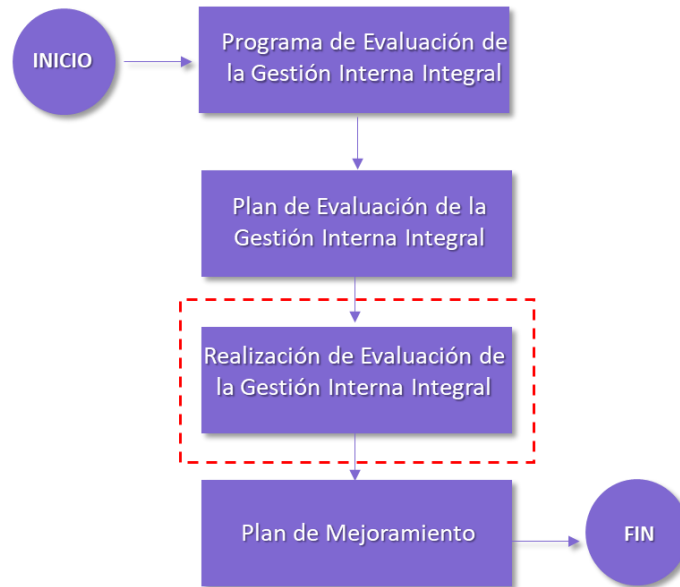 INICIO
Programa de Evaluación de
la Gestión Interna Integral
Plan de Evaluación de la
Gestión Interna Integral
Realización de Evaluación de
la Gestión Interna Integral
Plan de Mejoramiento
FIN